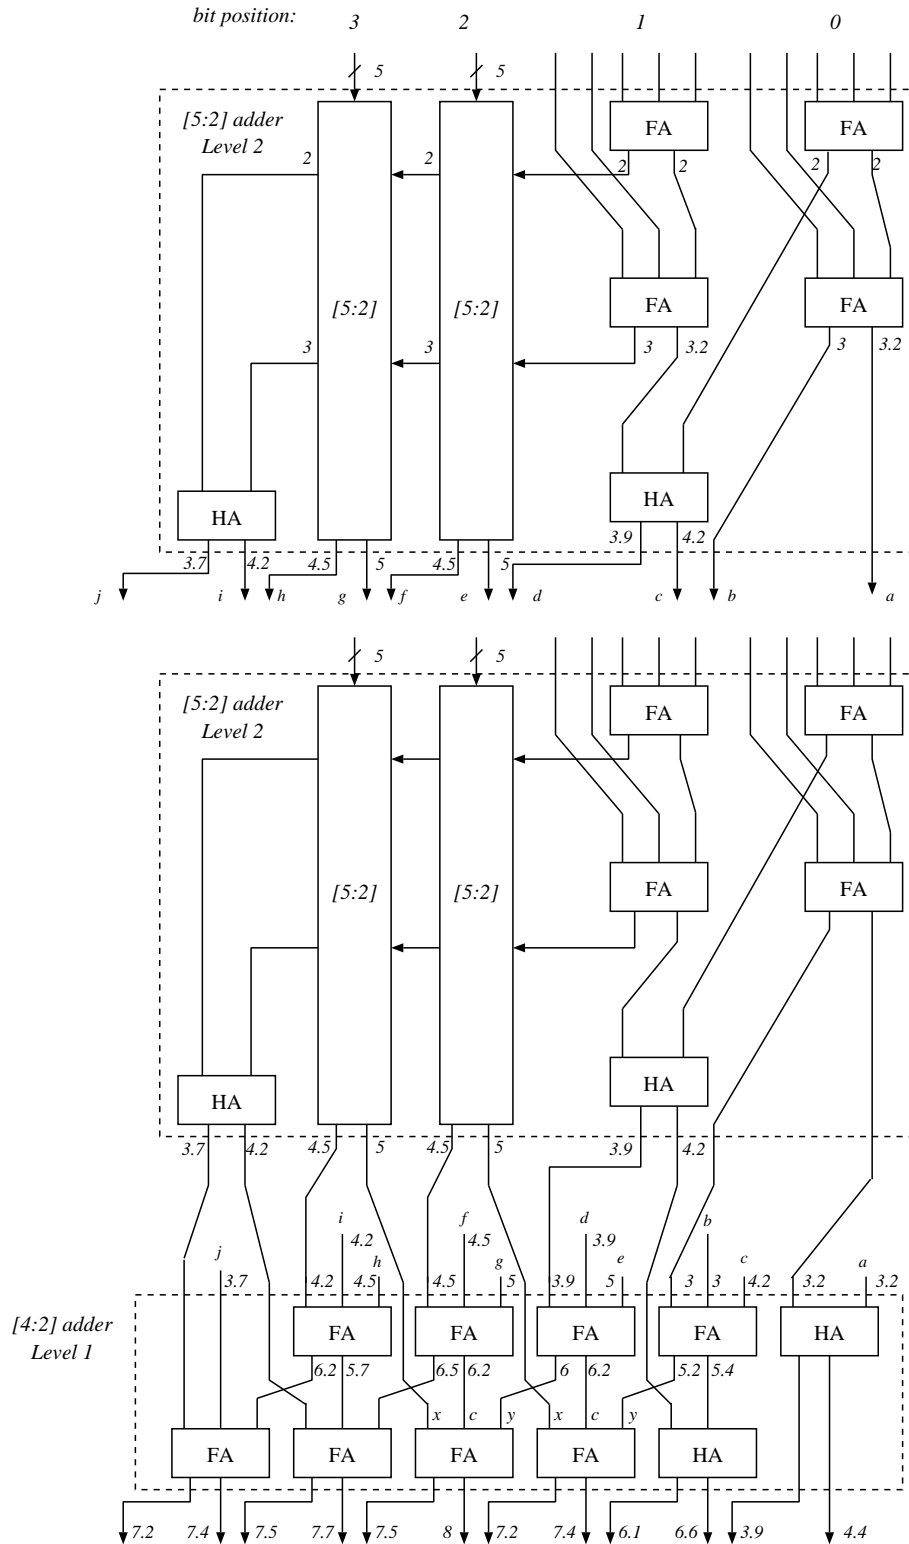 bit position: 3 2 1 0
5 5
[5:2] adder
Level 2
FA FA
2 2 2 2 2 2
[5:2] [5:2] FA FA
3 3 3 3.2 3 3.2
HA HA
3.7 4.2 4.5 5 4.5 5 3.9 4.2
j i h g f e d c b a
5 5
[5:2] adder
Level 2
FA FA
[5:2] [5:2] FA FA
HA HA
3.7 4.2 4.5 5 4.5 5 3.9 4.2
i f d b
4.2 4.5 3.9
j h g e c a
3.7 4.2 4.5 4.5 5 3.9 5 3 3 4.2 3.2 3.2
[4:2] adder
Level 1
FA FA FA FA HA
6.2 5.7 6.5 6.2 6 6.2 5.2 5.4
x c y x c y
FA FA FA FA HA
7.2 7.4 7.5 7.7 7.5 8 7.2 7.4 6.1 6.6 3.9 4.4